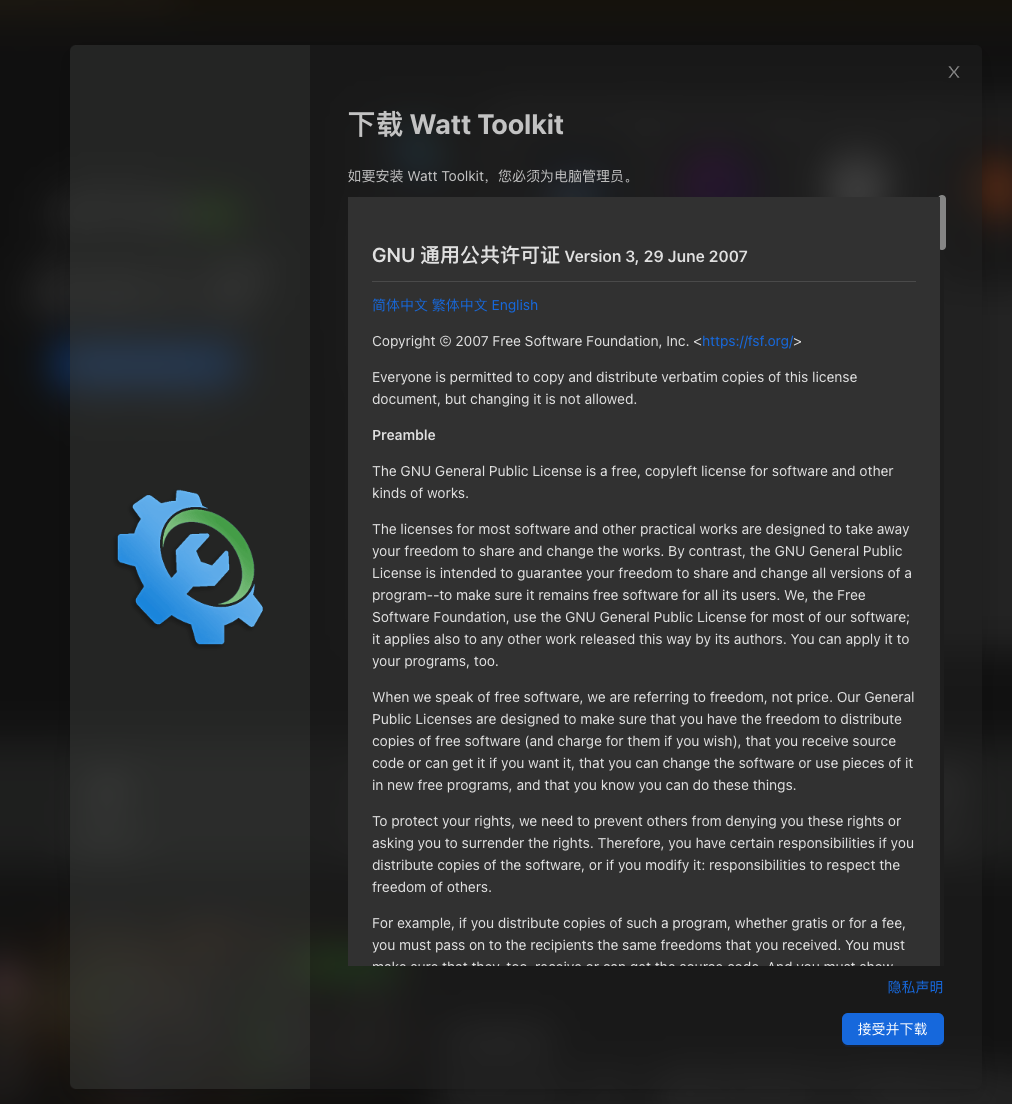 X
下载 Watt Toolkit
如要安装 Watt Toolkit，您必须为电脑管理员。
GNU 通用公共许可证 Version 3, 29 June 2007
简体中文 繁体中文 English
Copyright © 2007 Free Software Foundation, Inc. <https://fsf.org/>
Everyone is permitted to copy and distribute verbatim copies of this license
document, but changing it is not allowed.
Preamble
The GNU General Public License is a free, copyleft license for software and other
kinds of works.
The licenses for most software and other practical works are designed to take away
your freedom to share and change the works. By contrast, the GNU General Public
License is intended to guarantee your freedom to share and change all versions of a
program--to make sure it remains free software for all its users. We, the Free
Software Foundation, use the GNU General Public License for most of our software;
it applies also to any other work released this way by its authors. You can apply it to
your programs, too.
When we speak of free software, we are referring to freedom, not price. Our General
Public Licenses are designed to make sure that you have the freedom to distribute
copies of free software (and charge for them if you wish), that you receive source
code or can get it if you want it, that you can change the software or use pieces of it
in new free programs, and that you know you can do these things.
To protect your rights, we need to prevent others from denying you these rights or
asking you to surrender the rights. Therefore, you have certain responsibilities if you
distribute copies of the software, or if you modify it: responsibilities to respect the
freedom of others.
For example, if you distribute copies of such a program, whether gratis or for a fee,
you must pass on to the recipients the same freedoms that you received. You must
make sure that they, too, receive or can get the source code. And you must show
隐私声明
接受并下载